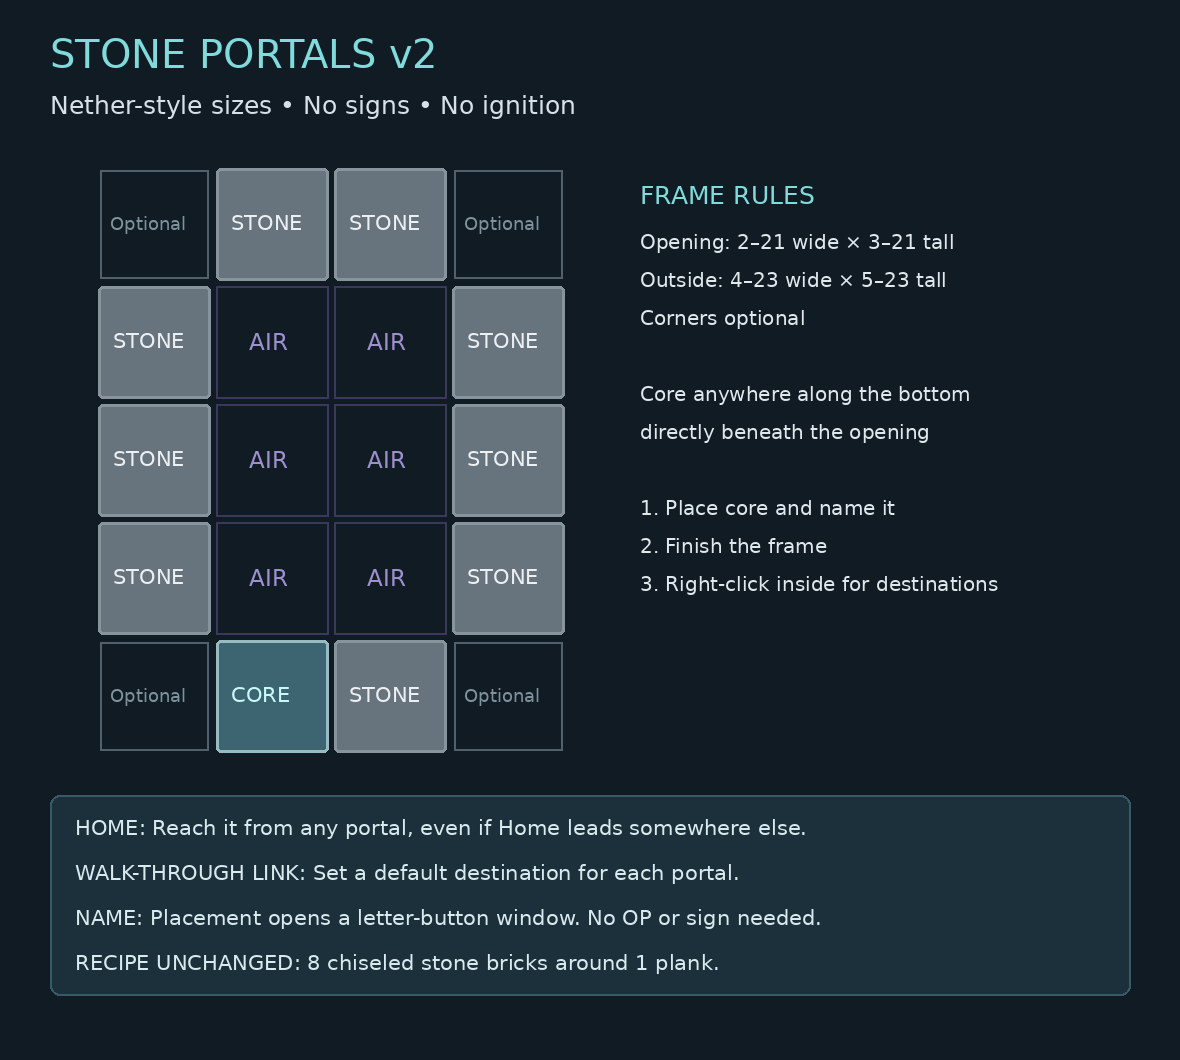 STONE PORTALS v2
Nether-style sizes • No signs • No ignition
Optional STONE STONE Optional
STONE AIR AIR STONE
STONE AIR AIR STONE
STONE AIR AIR STONE
Optional CORE STONE Optional
FRAME RULES
Opening: 2–21 wide × 3–21 tall
Outside: 4–23 wide × 5–23 tall
Corners optional
Core anywhere along the bottom
directly beneath the opening
1. Place core and name it
2. Finish the frame
3. Right-click inside for destinations
HOME: Reach it from any portal, even if Home leads somewhere else.
WALK-THROUGH LINK: Set a default destination for each portal.
NAME: Placement opens a letter-button window. No OP or sign needed.
RECIPE UNCHANGED: 8 chiseled stone bricks around 1 plank.